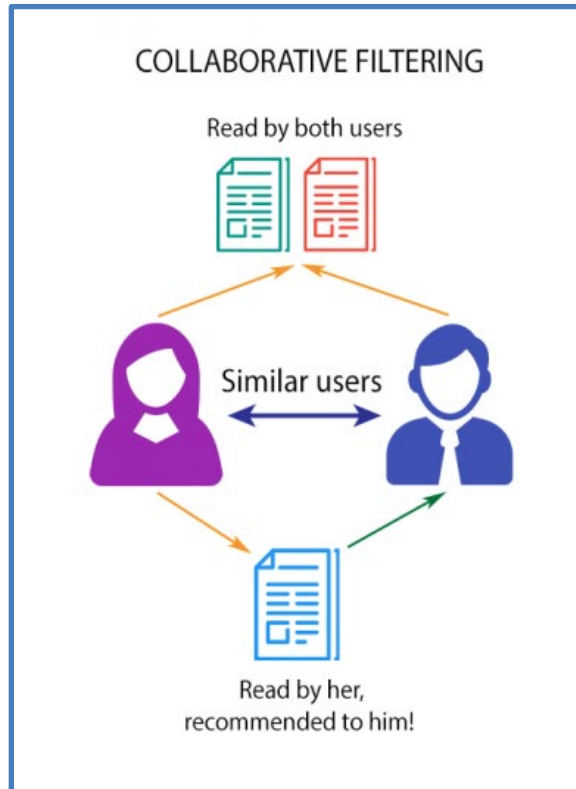 COLLABORATIVE FILTERING
Read by both users
Similar users
Read by her,
recommended to him!